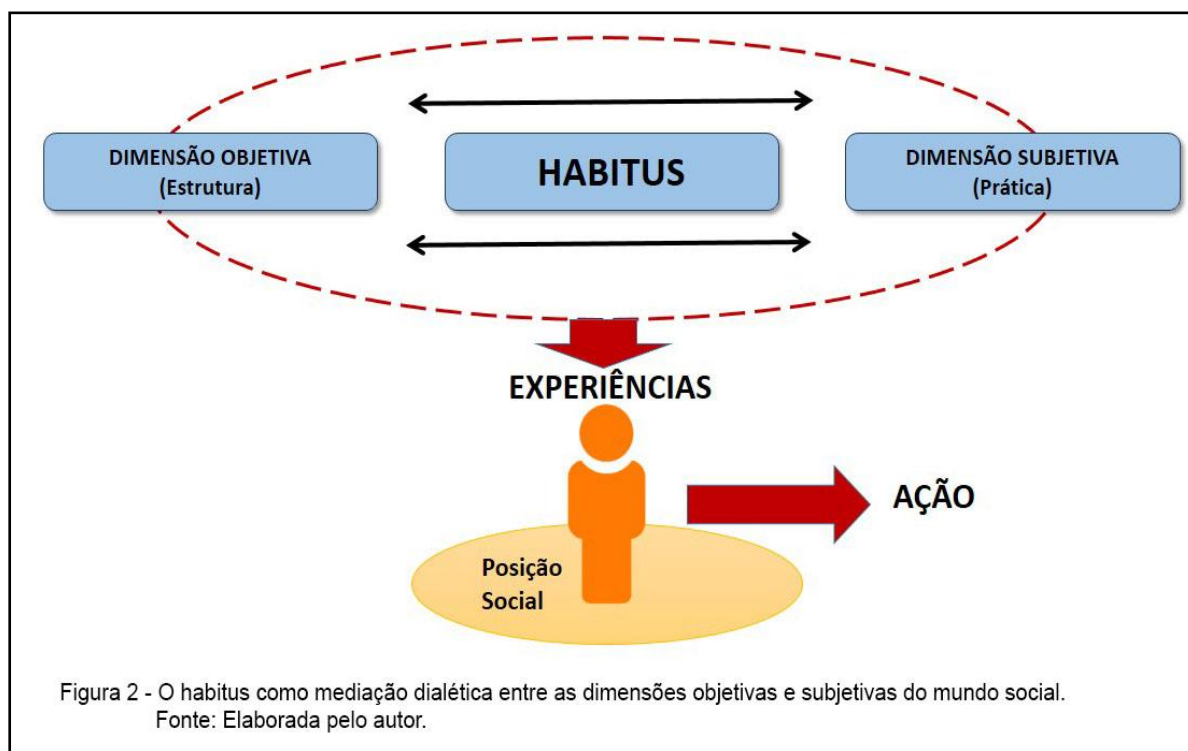 DIMENSÃO OBJETIVA
(Estrutura)
HABITUS
DIMENSÃO SUBJETIVA
(Prática)
EXPERIÊNCIAS
AÇÃO
Posição
Social
Figura 2 - O habitus como mediação dialética entre as dimensões objetivas e subjetivas do mundo social.
Fonte: Elaborada pelo autor.